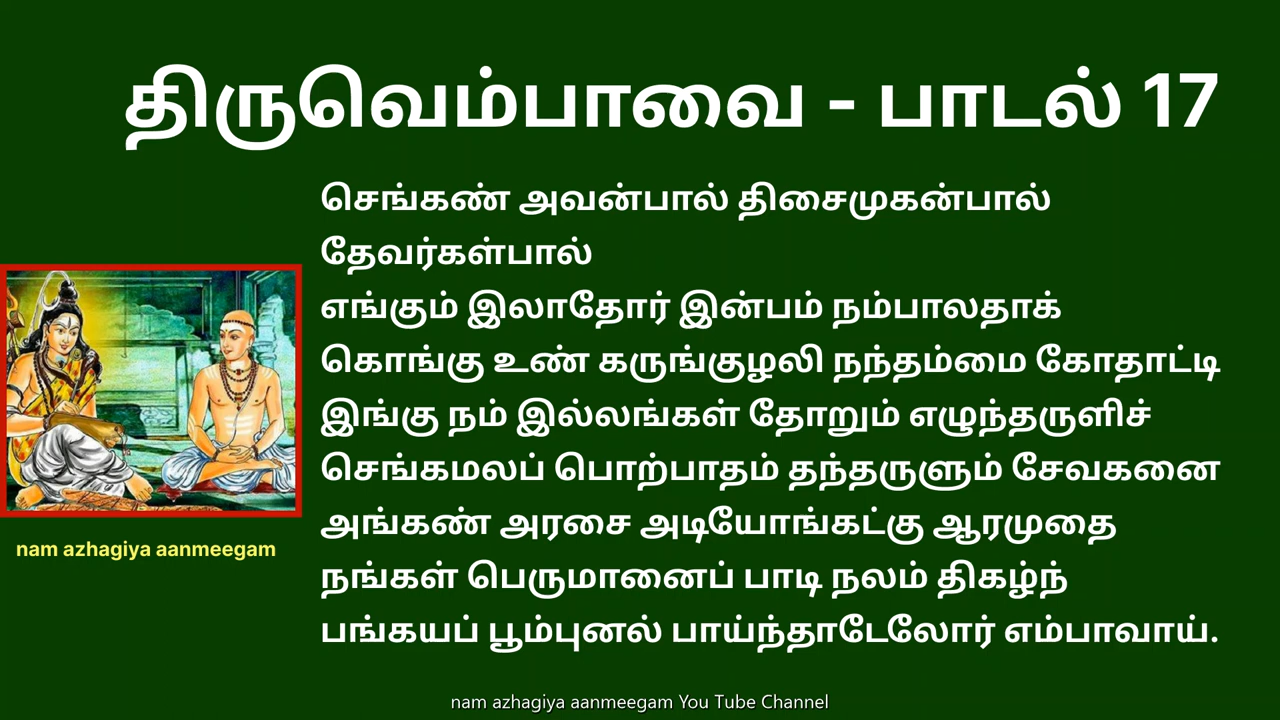 திருவெம்பாவை - பாடல் 17
செங்கண் அவன்பால் திசைமுகன்பால்
தேவர்கள்பால்
எங்கும் இலாதோர் இன்பம் நம்பாலதாக்
கொங்கு உண் கருங்குழலி நந்தம்மை கோதாட்டி
இங்கு நம் இல்லங்கள் தோறும் எழுந்தருளிச்
செங்கமலப் பொற்பாதம் தந்தருளும் சேவகனை
அங்கண் அரசை அடியோங்கட்கு ஆரமுதை
நங்கள் பெருமானைப் பாடி நலம் திகழ்ந்
பங்கயப் பூம்புனல் பாய்ந்தாடேலோர் எம்பாவாய்.
nam azhagiya aanmeegam
nam azhagiya aanmeegam You Tube Channel